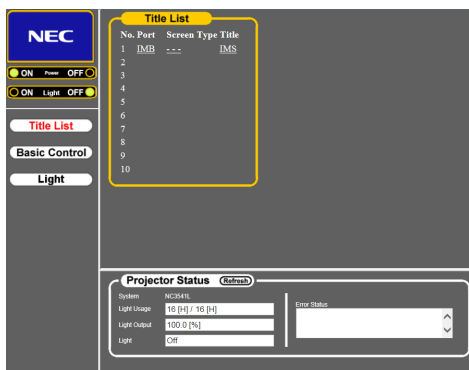 NEC
ON Power OFF
ON Light OFF
Title List
Basic Control
Light
Title List
No. Port Screen Type Title
1 IMB --- IMS
2
3
4
5
6
7
8
9
10
Projector Status Refresh
System NC3541L
Light Usage 16 [H] / 16 [H]
Light Output 100.0 [%]
Light Off
Error Status